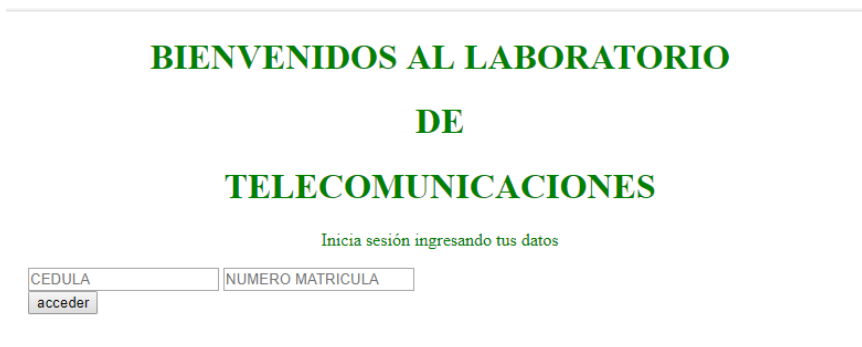 BIENVENIDOS AL LABORATORIO
DE
TELECOMUNICACIONES
Inicia sesión ingresando tus datos
CEDULA NUMERO MATRICULA
acceder